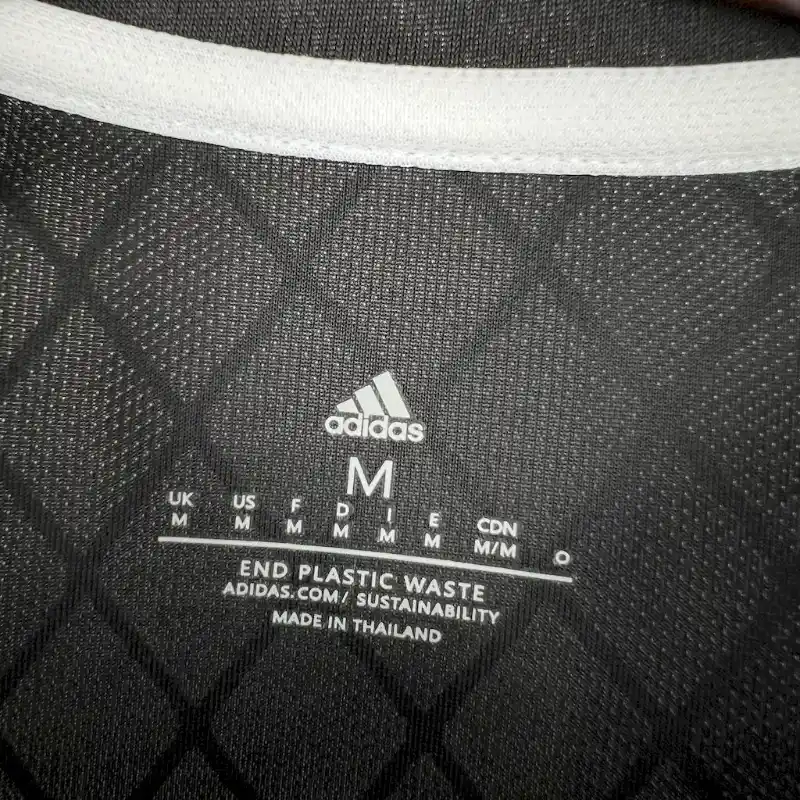 adidas
M
UK US F D I E CDN
M M M M M M M/M O
END PLASTIC WASTE
ADIDAS.COM/ SUSTAINABILITY
MADE IN THAILAND